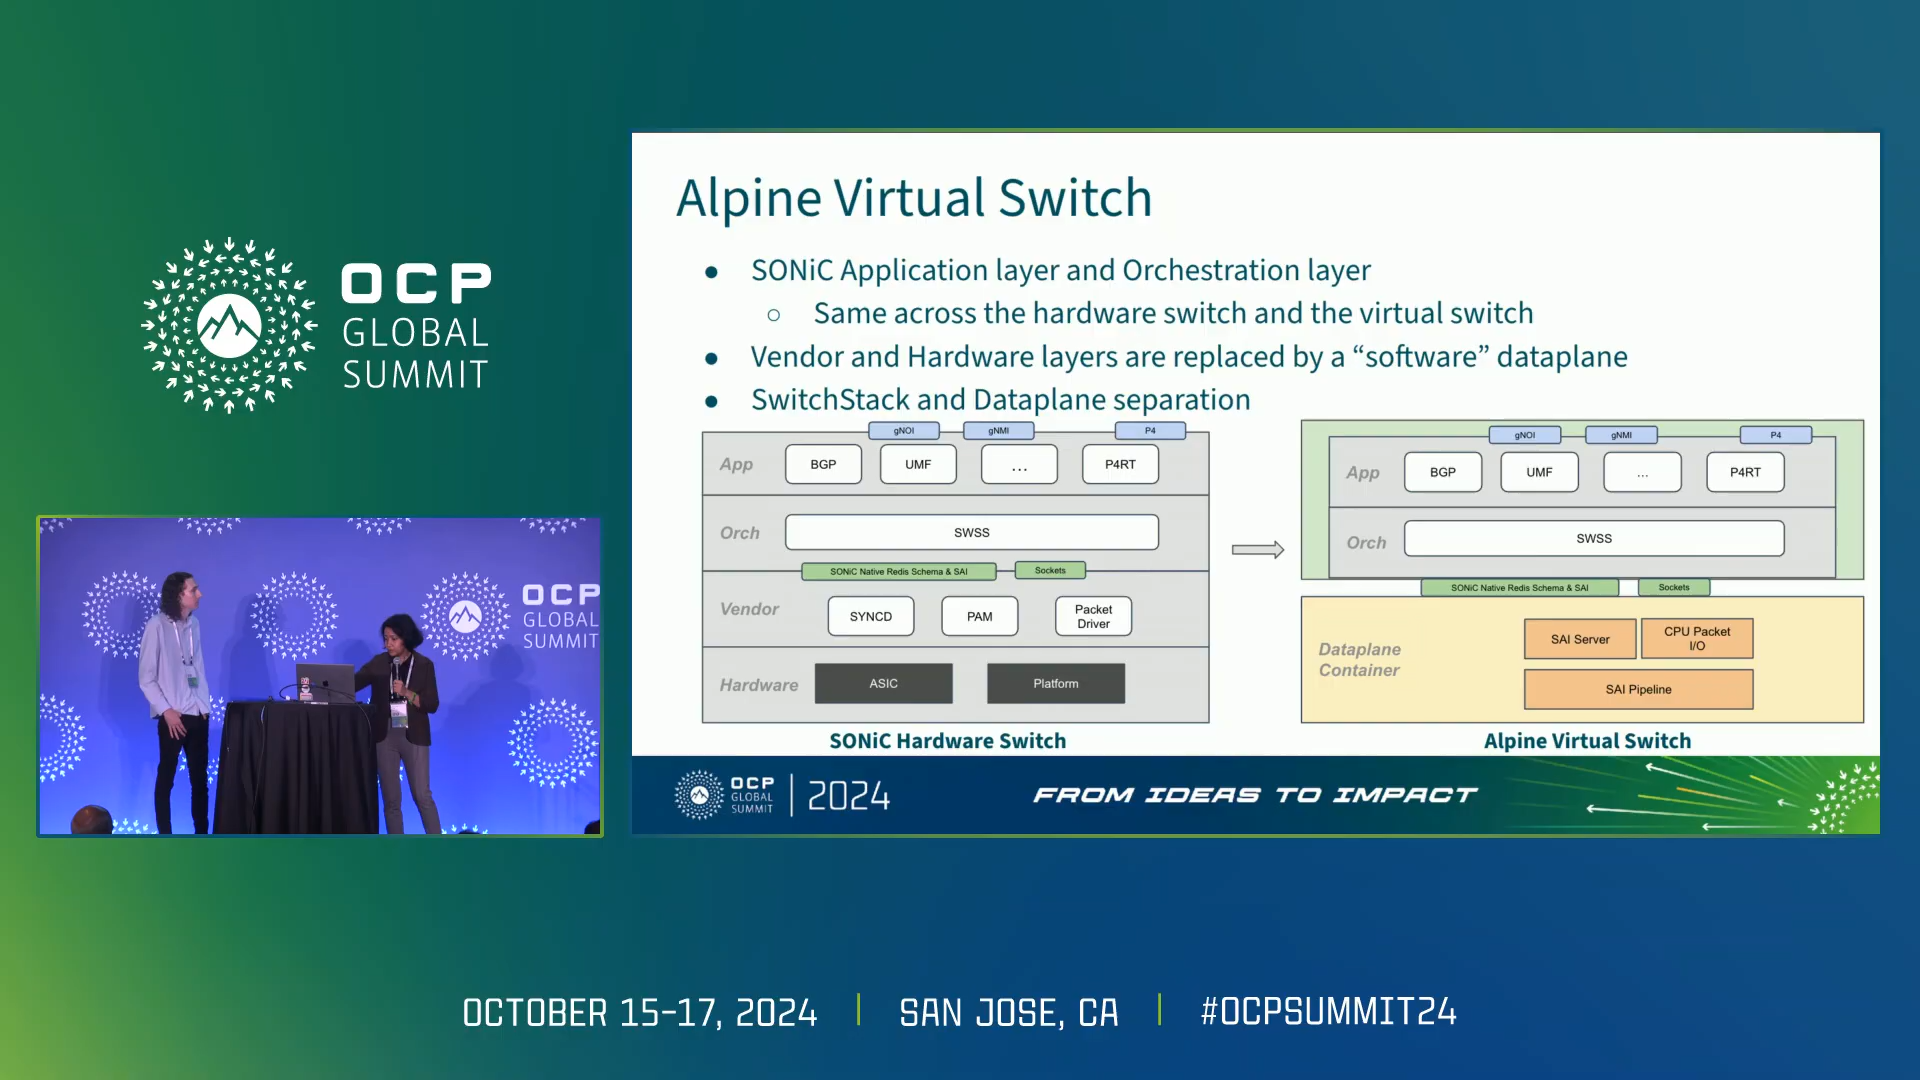 OCP
GLOBAL
SUMMIT
Alpine Virtual Switch
● SONiC Application layer and Orchestration layer
○ Same across the hardware switch and the virtual switch
● Vendor and Hardware layers are replaced by a “software” dataplane
● SwitchStack and Dataplane separation
gNOI gNMI P4
App BGP UMF ... P4RT
Orch SWSS
SONiC Native Redis Schema & SAI Sockets
Vendor SYNCD PAM Packet
Driver
Hardware ASIC Platform
SONiC Hardware Switch
gNOI gNMI P4
App BGP UMF ... P4RT
Orch SWSS
SONiC Native Redis Schema & SAI Sockets
Dataplane
Container
SAI Server CPU Packet
I/O
SAI Pipeline
Alpine Virtual Switch
OCP
GLOBAL
SUMMIT
2024
FROM IDEAS TO IMPACT
OCP
GLOBAL
SUMMIT
OCTOBER 15-17, 2024 | SAN JOSE, CA | #OCPSUMMIT24